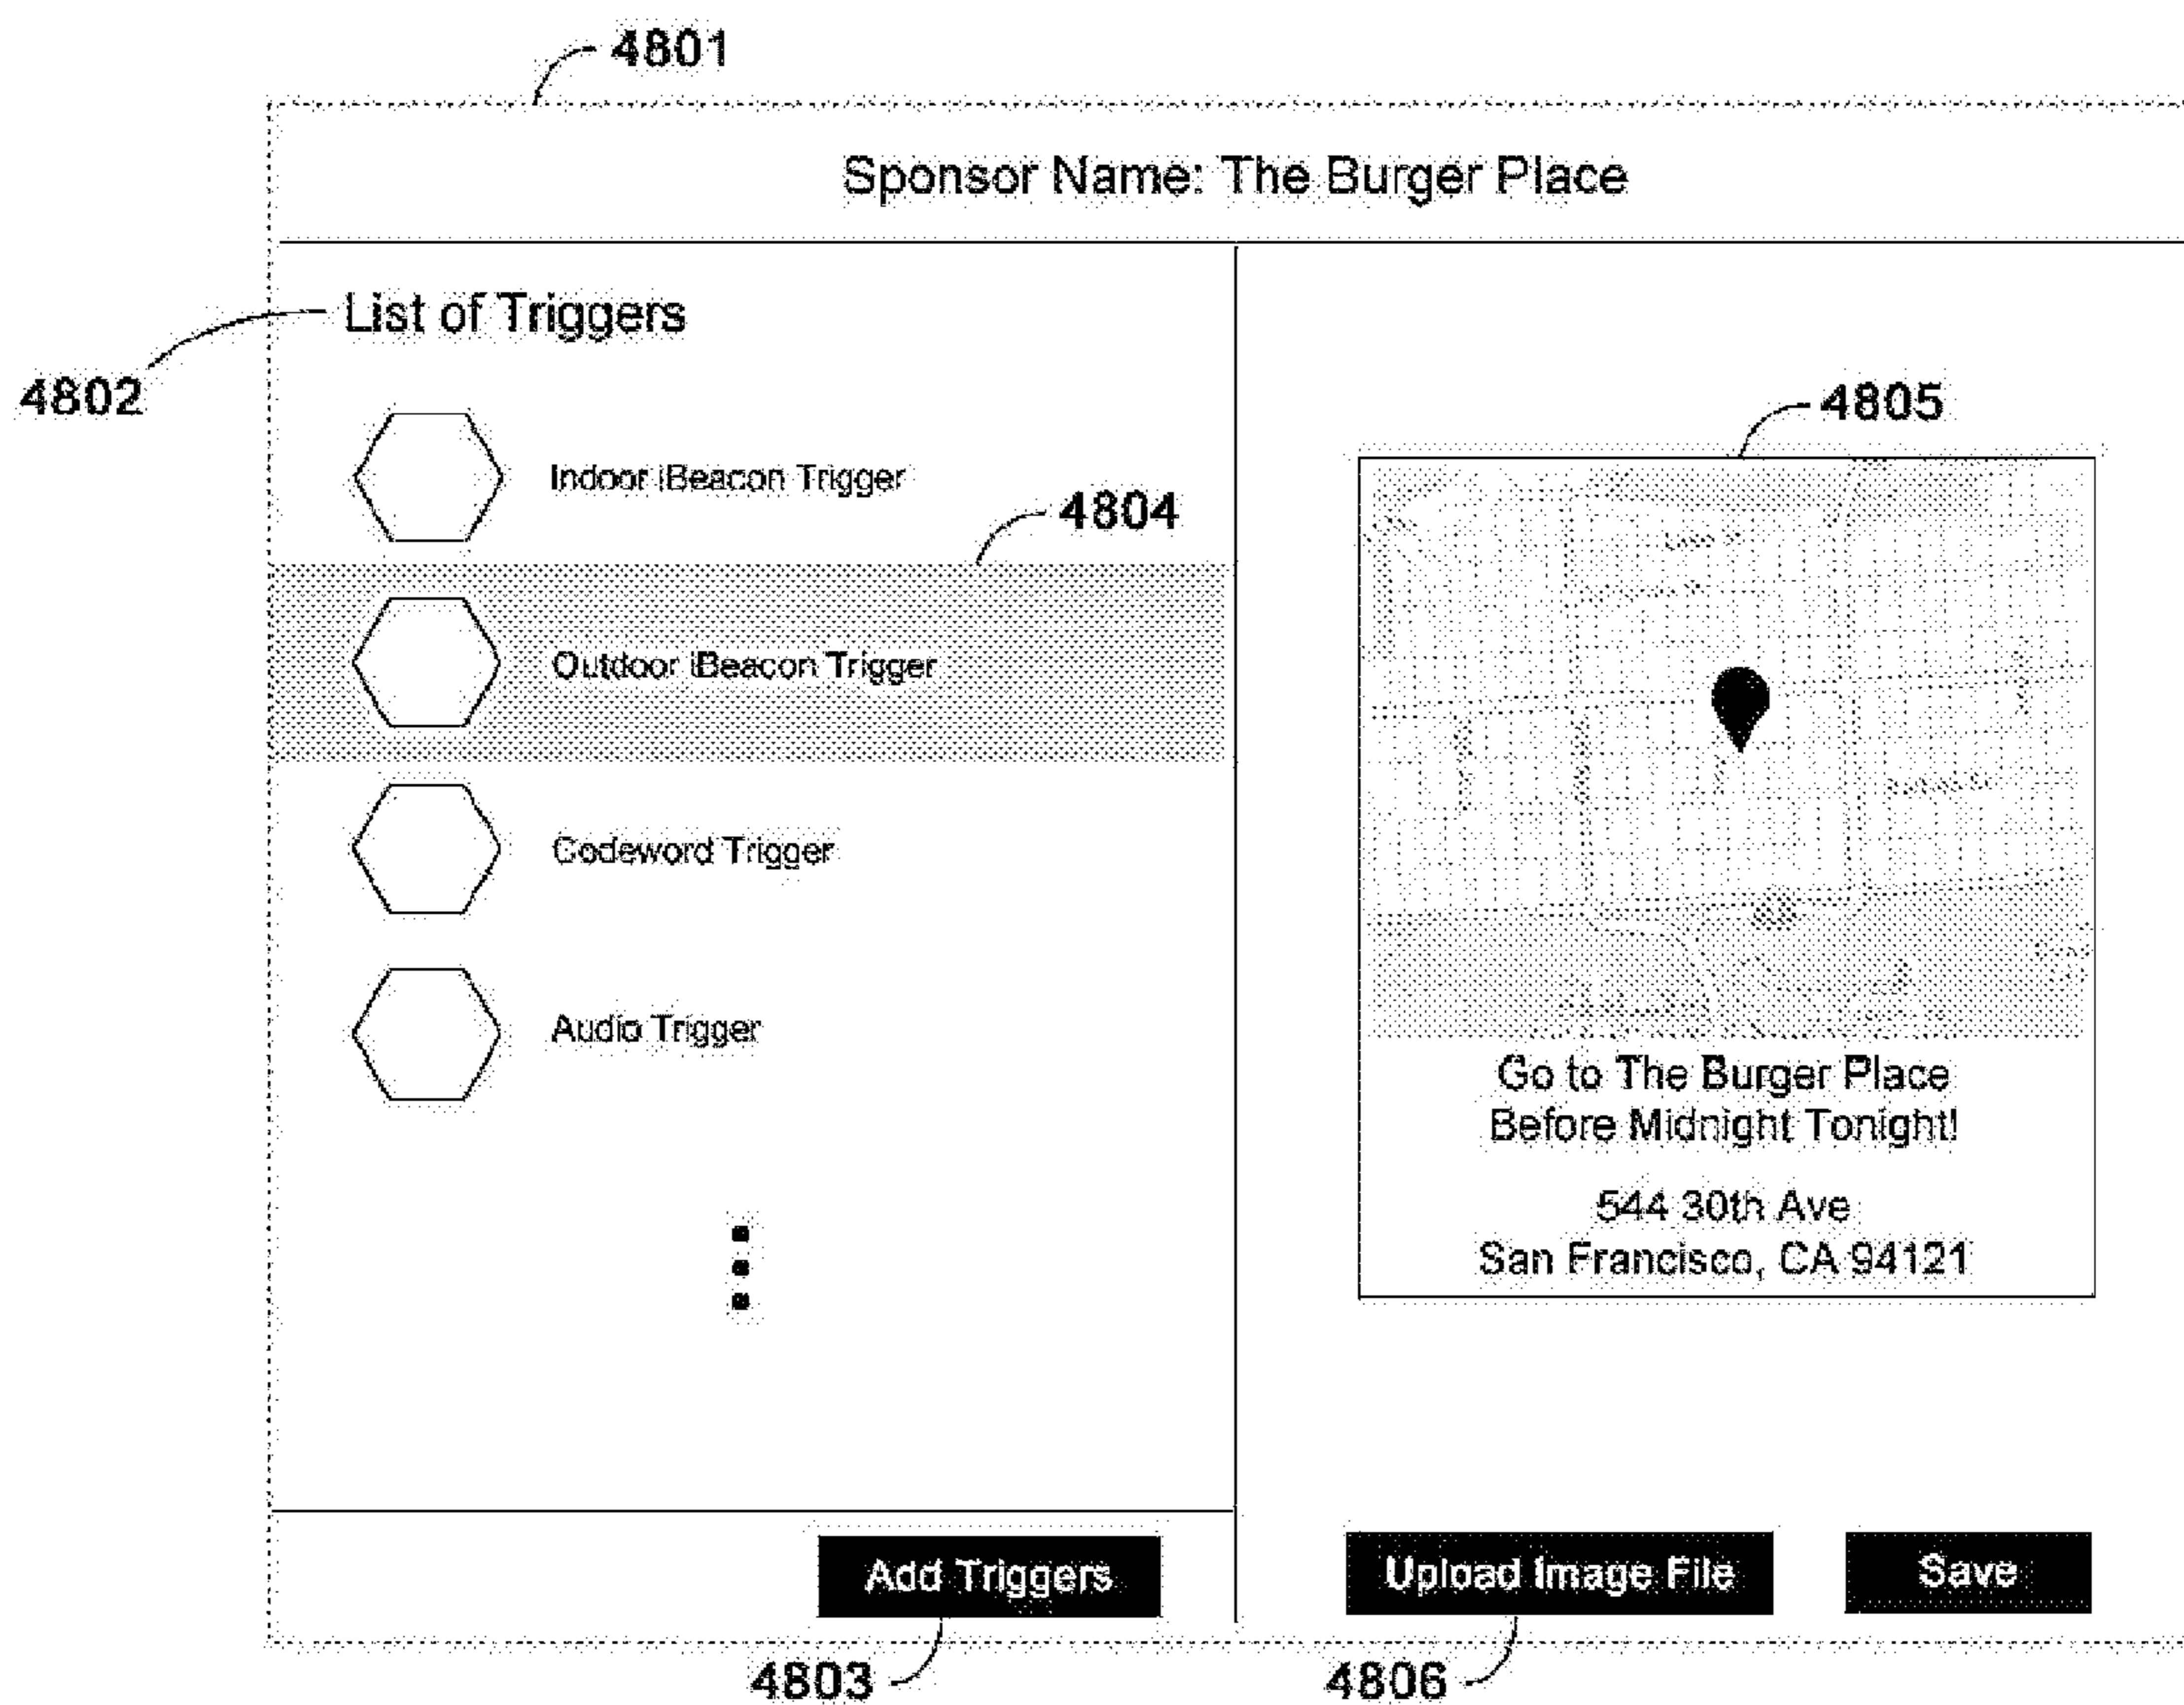 4801
Sponsor Name: The Burger Place
List of Triggers
4802
4805
Indoor iBeacon Trigger
4804
Outdoor iBeacon Trigger
Codeword Trigger
Audio Trigger
Go to The Burger Place
Before Midnight Tonight!
544 30th Ave
San Francisco, CA 94121
Add Triggers
Upload Image File
Save
4803
4806